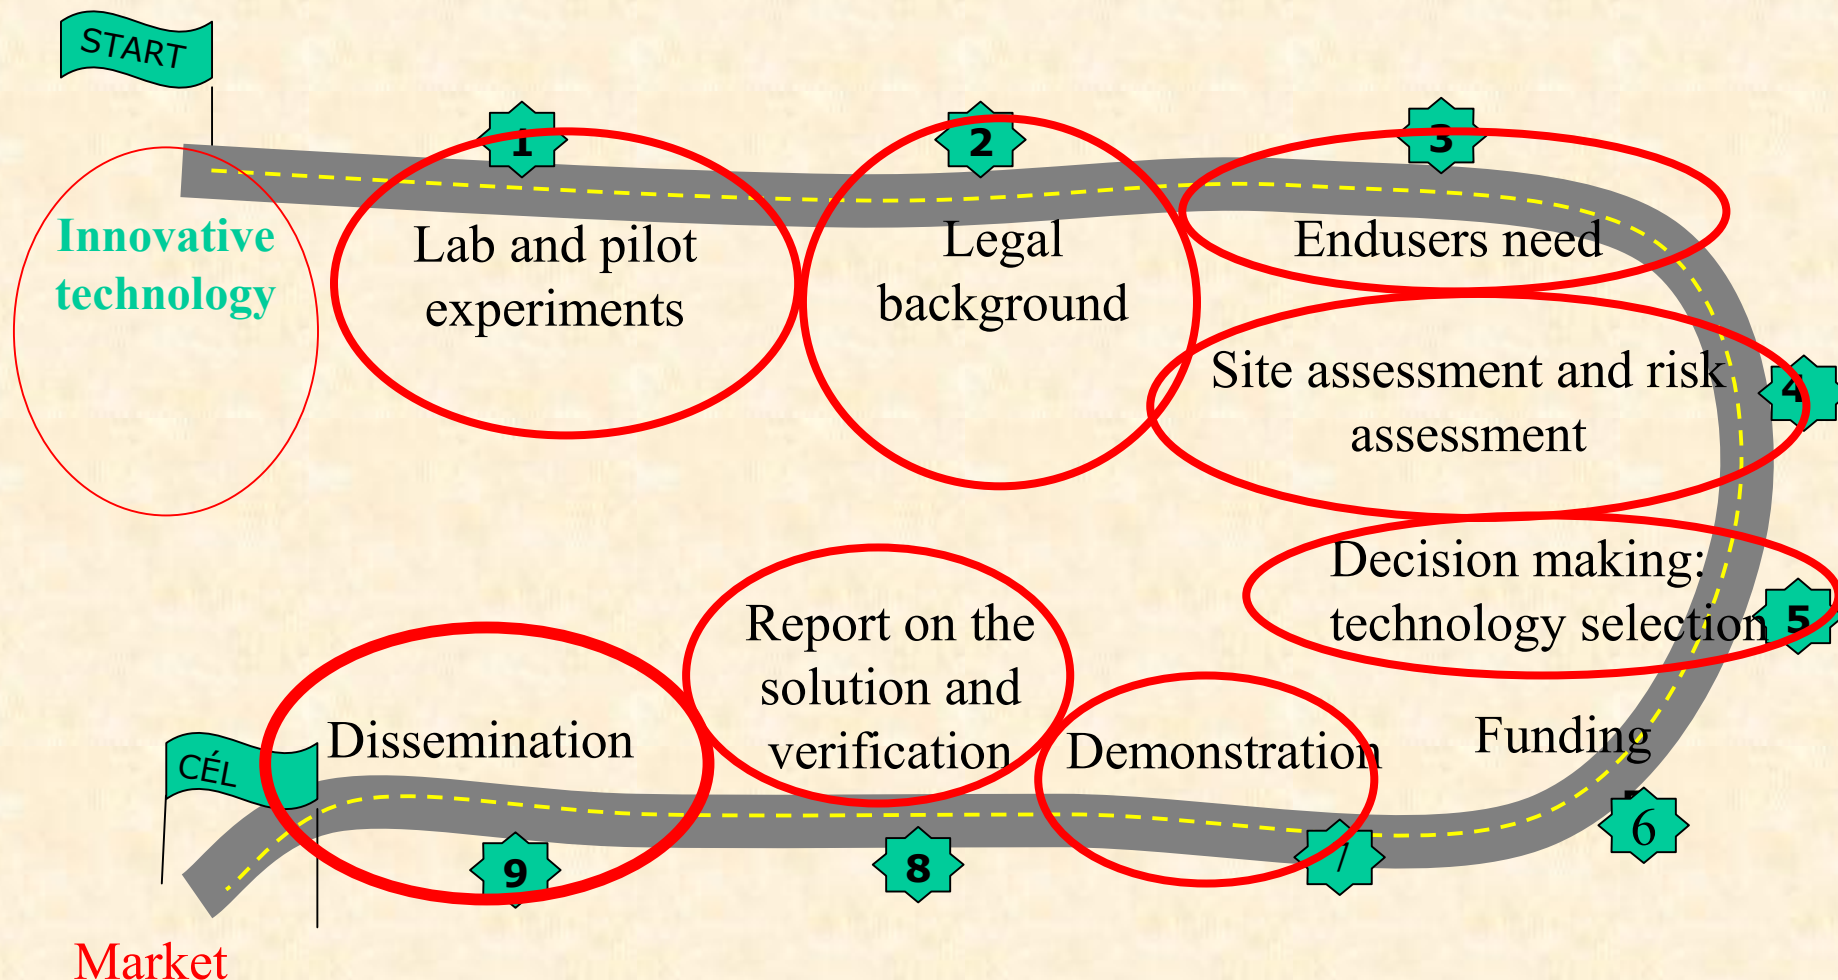 START
1
2
3
Innovative
technology
Lab and pilot
experiments
Legal
background
Endusers need
Site assessment and risk
assessment
4
Decision making:
technology selection
5
Funding
6
Demonstration
7
Report on the
solution and
verification
8
Dissemination
9
CÉL
Market